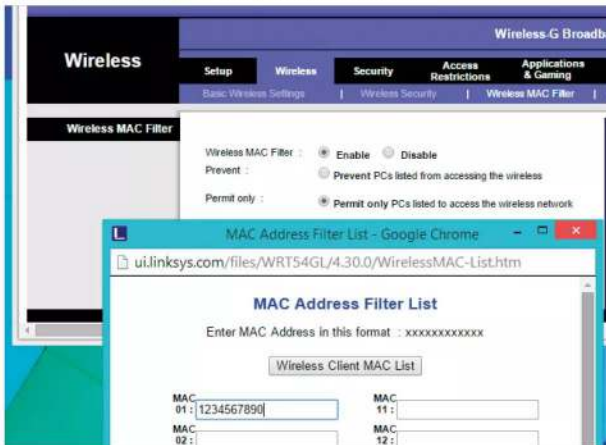 Wireless-G Broadb
Wireless
Setup Wireless Security Access Restrictions Applications & Gaming
Basic Wireless Settings | Wireless Security | Wireless MAC Filter |
Wireless MAC Filter
Wireless MAC Filter : Enable Disable
Prevent : Prevent PCs listed from accessing the wireless
Permit only : Permit only PCs listed to access the wireless network
L MAC Address Filter List - Google Chrome
ui.linksys.com/files/WRT54GL/4.30.0/WirelessMAC-List.htm
MAC Address Filter List
Enter MAC Address in this format : xxxxxxxxxxxx
Wireless Client MAC List
MAC 01 : 1234567890 MAC 11 :
MAC 02 : MAC 12 :